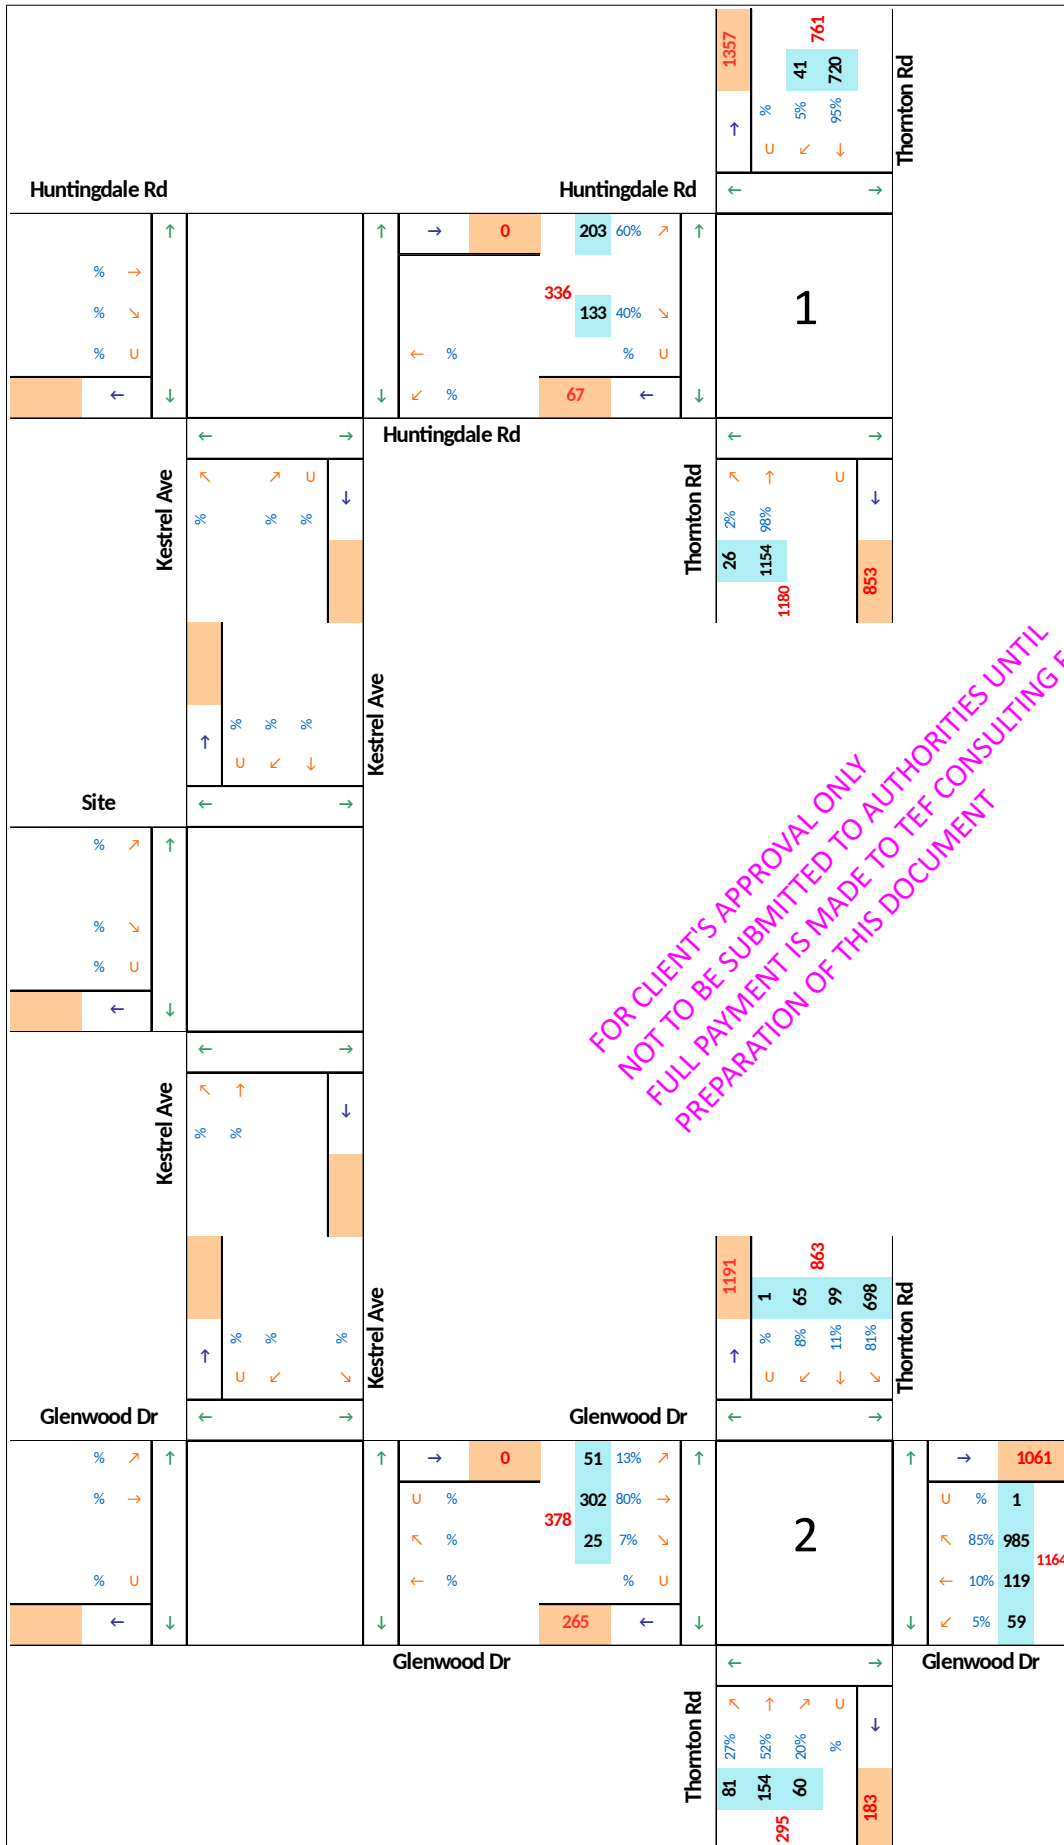 1357
761
41
720
%
5%
95%
↑
U
↙
↓
Thornton Rd
Huntingdale Rd
Huntingdale Rd
← →
↑ ↑ → 0 203 60% ↗ ↑
% →
336
% ↘ 133 40% ↘ 1
% U ← % % U
← ↓ ↓ ↙ % 67 ← ↓
← → Huntingdale Rd ← →
Kestrel Ave
↖ ↗ U ↓
% % %
Thornton Rd
↖ ↑ U ↓
2% 98%
26 1154
1180
853
% % %
↑ U ↙ ↓
Kestrel Ave
Site
← →
% ↗ ↑
% ↘
% U
← ↓
← →
Kestrel Ave
↖ ↑ ↓
% %
FOR CLIENT'S APPROVAL ONLY
NOT TO BE SUBMITTED TO AUTHORITIES UNTIL
FULL PAYMENT IS MADE TO TEF CONSULTING F
PREPARATION OF THIS DOCUMENT
% % %
↑ U ↙ ↘
Kestrel Ave
1191
863
1 65 99 698
% 8% 11% 81%
↑ U ↙ ↓ ↘
Thornton Rd
Glenwood Dr
← →
Glenwood Dr
← →
% ↗ ↑ ↑ → 0 51 13% ↗ ↑ ↑ → 1061
% → U % 302 80% → U % 1
378
↖ % 25 7% ↘ 2 ↖ 85% 985
1164
% U ← % % U ← 10% 119
← ↓ ↓ 265 ← ↓ ↓ ↙ 5% 59
Glenwood Dr
← →
Glenwood Dr
Thornton Rd
↖ ↑ ↗ U ↓
27% 52% 20% %
81 154 60
295
183